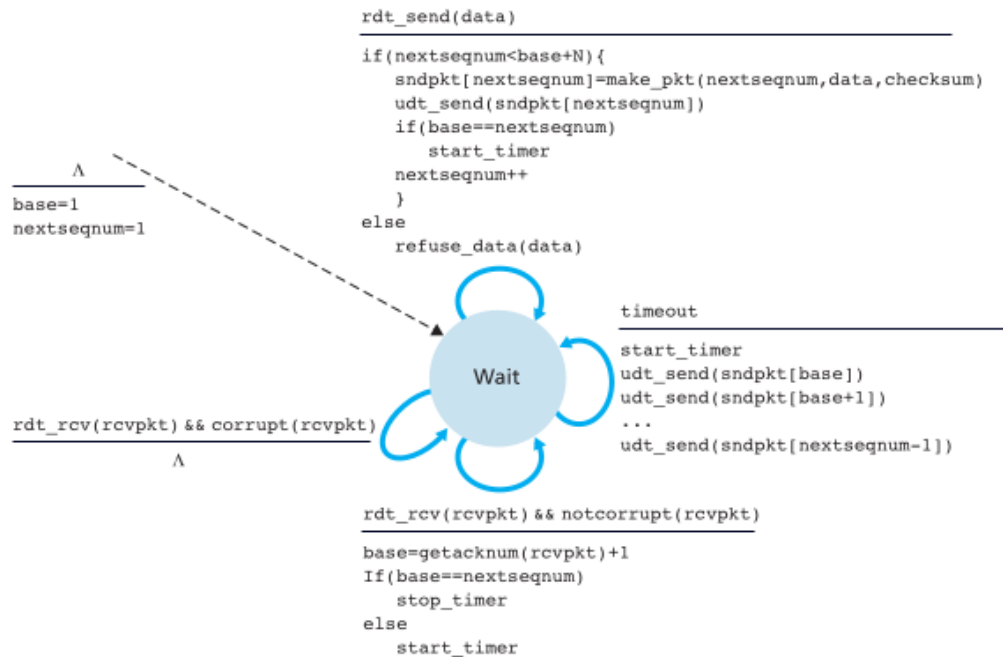 rdt_send(data)
if(nextseqnum<base+N){
sndpkt[nextseqnum]=make_pkt(nextseqnum,data,checksum)
udt_send(sndpkt[nextseqnum])
if(base==nextseqnum)
start_timer
nextseqnum++
}
else
refuse_data(data)
Λ
base=1
nextseqnum=1
timeout
start_timer
udt_send(sndpkt[base])
udt_send(sndpkt[base+1])
...
udt_send(sndpkt[nextseqnum-1])
Wait
rdt_rcv(rcvpkt) && corrupt(rcvpkt)
Λ
rdt_rcv(rcvpkt) && notcorrupt(rcvpkt)
base=getacknum(rcvpkt)+1
If(base==nextseqnum)
stop_timer
else
start_timer